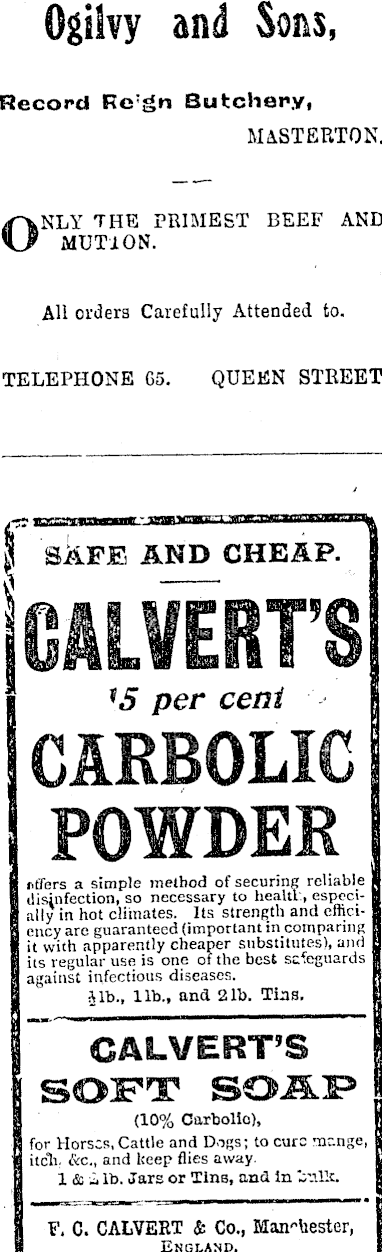 Ogilvy and Sons,
Record Reign Butchery,
MASTERTON.
ONLY THE PRIMEST BEEF AND
MUTTON.
All orders Carefully Attended to.
TELEPHONE 65. QUEEN STREET
SAFE AND CHEAP.
CALVERT'S
15 per cent
CARBOLIC
POWDER
offers a simple method of securing reliable
disinfection, so necessary to health, especi-
ally in hot climates. Its strength and effici-
ency are guaranteed (important in comparing
it with apparently cheaper substitutes), and
its regular use is one of the best safeguards
against infectious diseases.
lb., 1lb., and 2lb. Tins.
CALVERT'S
SOFT SOAP
(10% Carbolic),
for Horses, Cattle and Dogs; to cure mange,
itch, &c., and keep flies away.
1 & lb. Jars or Tins, and in bulk.
F. C. CALVERT & Co., Manchester,
ENGLAND.